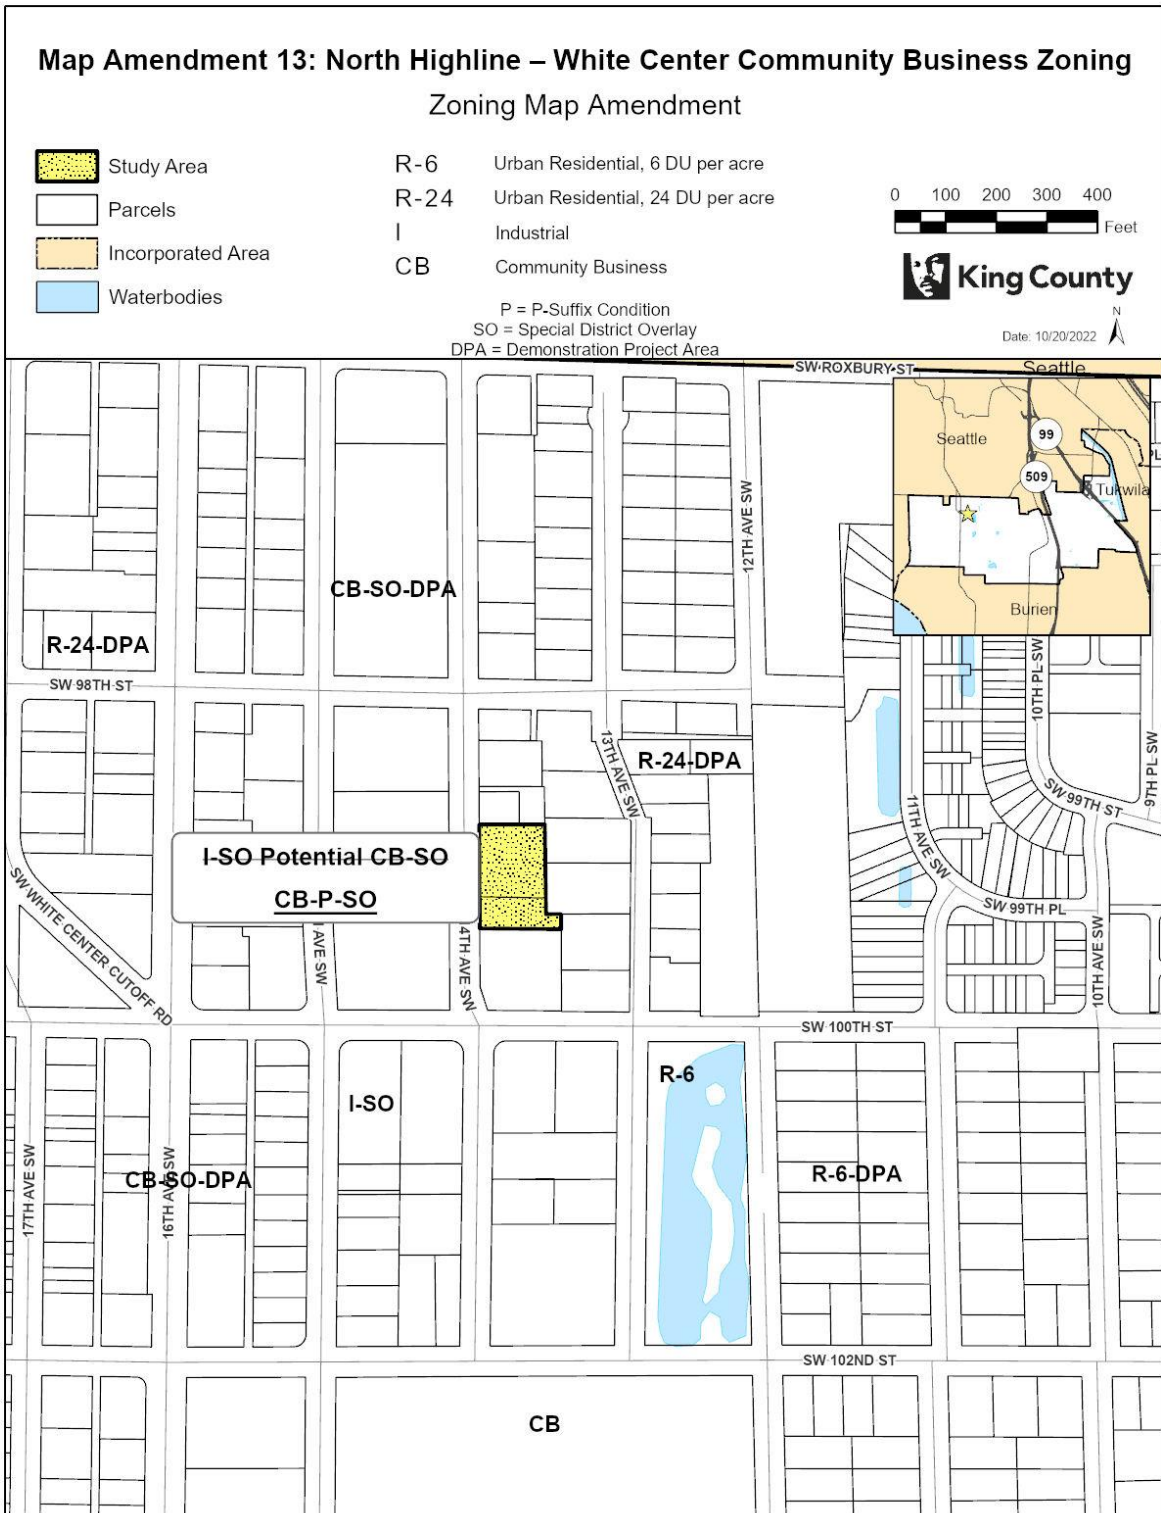 Map Amendment 13: North Highline – White Center Community Business Zoning
Zoning Map Amendment
Study Area
Parcels
Incorporated Area
Waterbodies
R-6 Urban Residential, 6 DU per acre
R-24 Urban Residential, 24 DU per acre
I Industrial
CB Community Business
P = P-Suffix Condition
SO = Special District Overlay
DPA = Demonstration Project Area
0 100 200 300 400
Feet
King County
N
Date: 10/20/2022
SW ROXBURY ST
Seattle
Seattle
99
509
Tukwila
Burien
PL
12TH AVE SW
CB-SO-DPA
R-24-DPA
SW 98TH ST
10TH PL SW
13TH AVE SW
R-24-DPA
9TH PL SW
SW 99TH ST
11TH AVE SW
I-SO Potential CB-SO
CB-P-SO
SW WHITE CENTER CUTOFF RD
SW 99TH PL
AVE SW
4TH AVE SW
10TH AVE SW
SW 100TH ST
R-6
I-SO
17TH AVE SW
16TH AVE SW
CB-SO-DPA
R-6-DPA
SW 102ND ST
CB